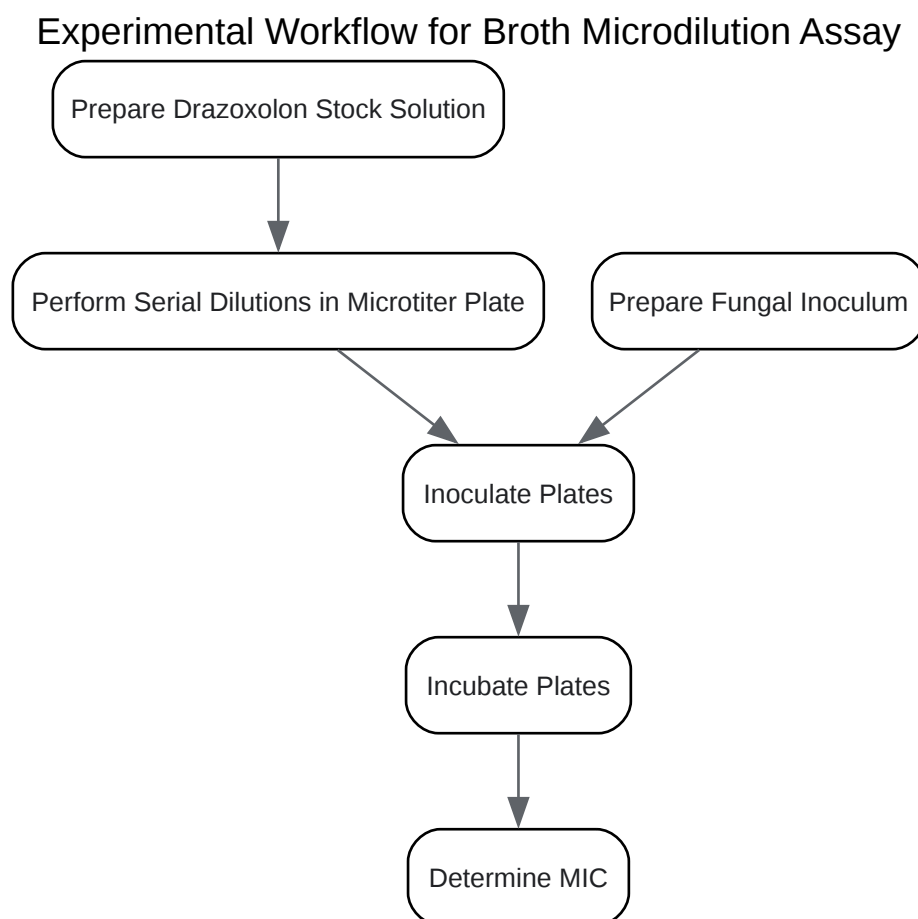 Experimental Workflow for Broth Microdilution Assay
Prepare Drazoxolon Stock Solution
Perform Serial Dilutions in Microtiter Plate
Prepare Fungal Inoculum
Inoculate Plates
Incubate Plates
Determine MIC